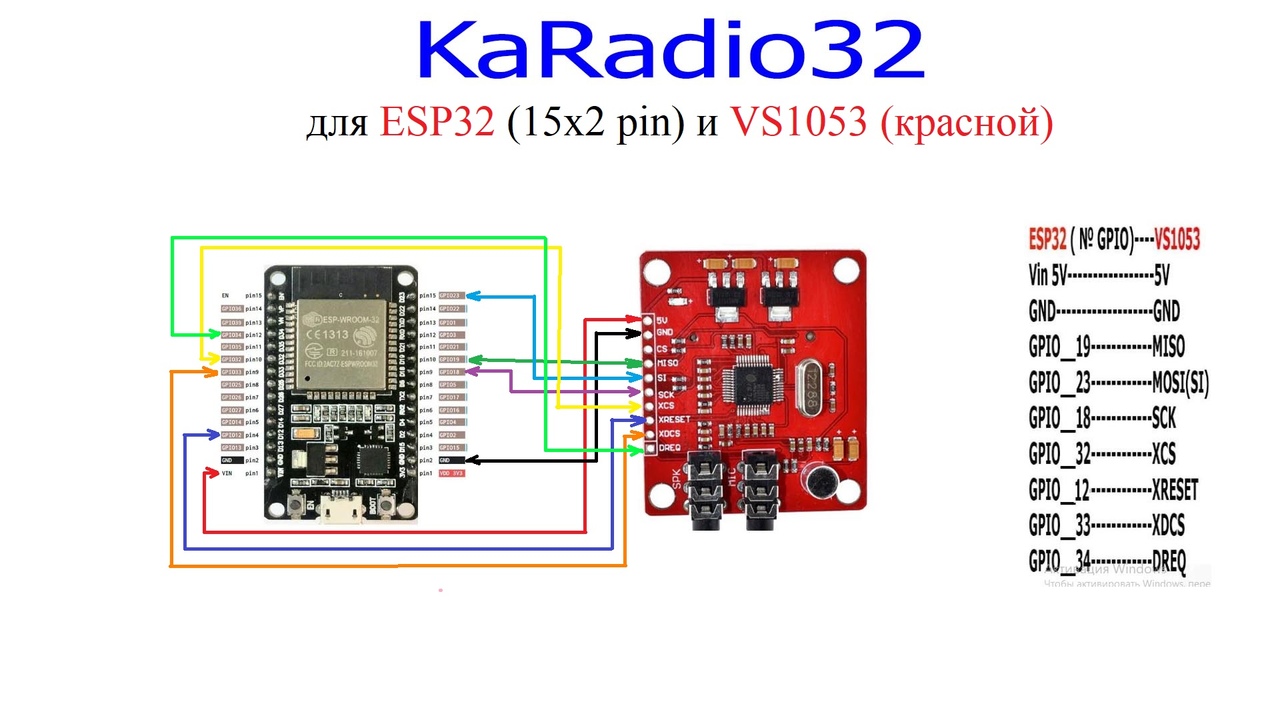 KaRadio32
для ESP32 (15x2 pin) и VS1053 (красной)
ESP32 ( № GPIO)----VS1053
Vin 5V-----------------5V
GND------------------GND
GPIO__19------------MISO
GPIO__23-----------MOSI(SI)
GPIO__18------------SCK
GPIO__32------------XCS
GPIO__12------------XRESET
GPIO__33------------XDCS
GPIO__34------------DREQ
Активация Windows
Чтобы активировать Windows, пере
EN pin15
GPIO36 pin14
GPIO39 pin13
GPIO34 pin12
GPIO35 pin11
GPIO32 pin10
GPIO33 pin9
GPIO25 pin8
GPIO26 pin7
GPIO27 pin6
GPIO14 pin5
GPIO12 pin4
GPIO13 pin3
GND pin2
VIN pin1
ESP-WROOM-32
CE1313
R 211-161007
FCC ID:2AC7Z-ESPWROOM32
EN
BOOT
pin15 GPIO23
pin14 GPIO22
pin13 GPIO1
pin12 GPIO3
pin11 GPIO21
pin10 GPIO19
pin9 GPIO18
pin8 GPIO5
pin7 GPIO17
pin6 GPIO16
pin5 GPIO4
pin4 GPIO2
pin3 GPIO15
pin2 GND
pin1 VDD 3V3
5V
GND
CS
MISO
SI
SCK
XCS
XRESET
XDCS
DREQ
12288
SPK
MIC